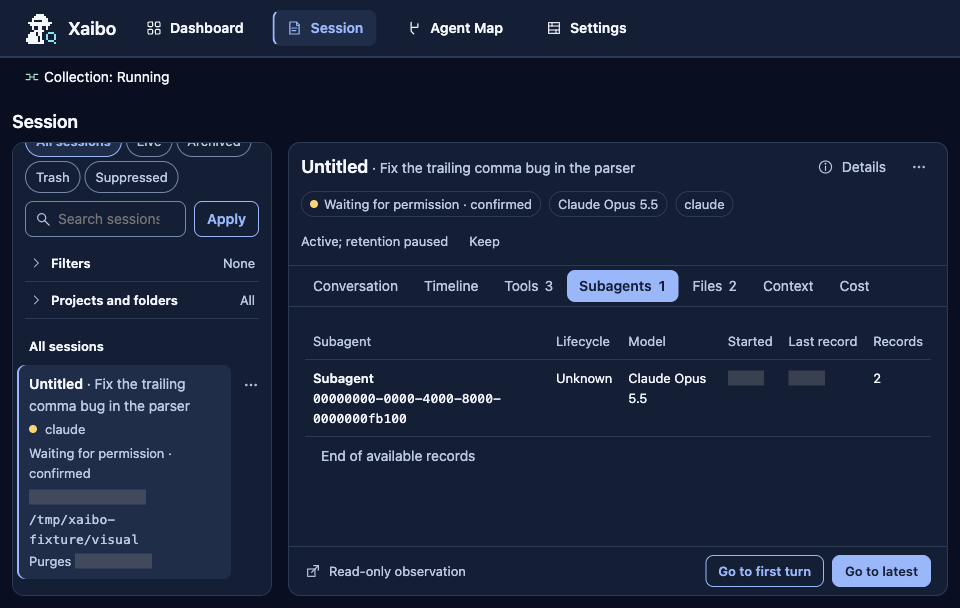 Xaibo Dashboard Session Agent Map Settings
Collection: Running
Session
All sessions Live Archived
Trash Suppressed
Search sessions Apply
Filters None
Projects and folders All
All sessions
Untitled · Fix the trailing
comma bug in the parser
claude
Waiting for permission ·
confirmed
/tmp/xaibo-
fixture/visual
Purges
Untitled · Fix the trailing comma bug in the parser
Details
Waiting for permission · confirmed Claude Opus 5.5 claude
Active; retention paused Keep
Conversation Timeline Tools 3 Subagents 1 Files 2 Context Cost
Subagent Lifecycle Model Started Last record Records
Subagent Unknown Claude Opus 2
00000000-0000-4000-8000- 5.5
0000000fb100
End of available records
Read-only observation Go to first turn Go to latest